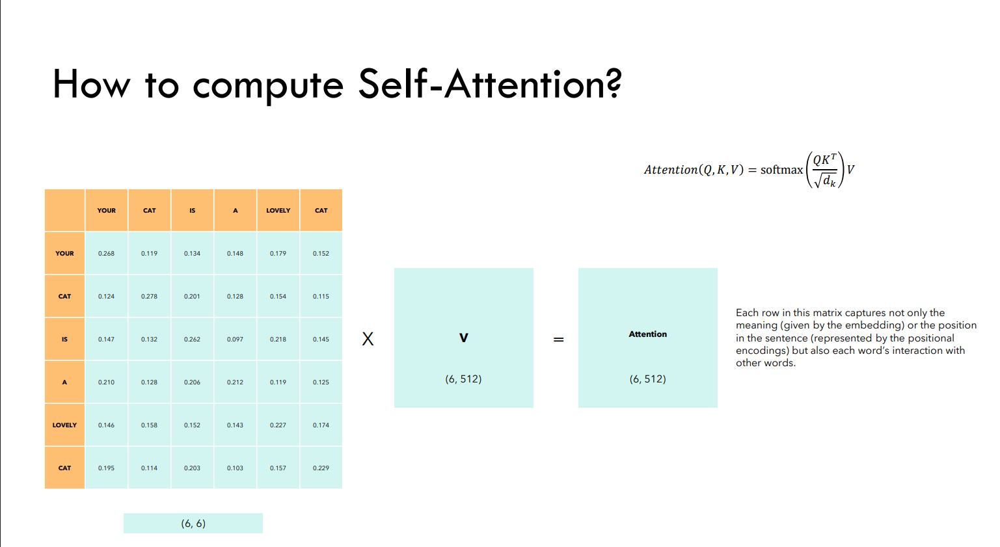 How to compute Self-Attention?
Attention(Q, K, V) = softmax(QK^T / √d_k)V
YOUR CAT IS A LOVELY CAT
YOUR 0.268 0.119 0.134 0.148 0.179 0.152
CAT 0.124 0.278 0.201 0.128 0.154 0.115
IS 0.147 0.132 0.262 0.097 0.218 0.145
A 0.210 0.128 0.206 0.212 0.119 0.125
LOVELY 0.146 0.158 0.152 0.143 0.227 0.174
CAT 0.195 0.114 0.203 0.103 0.157 0.229
(6, 6)
X
V
(6, 512)
=
Attention
(6, 512)
Each row in this matrix captures not only the
meaning (given by the embedding) or the position
in the sentence (represented by the positional
encodings) but also each word’s interaction with
other words.